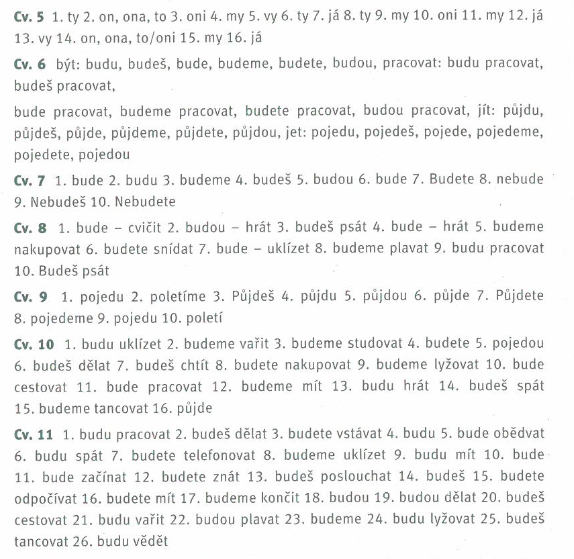 Cv. 5 1. ty 2. on, ona, to 3. oni 4. my 5. vy 6. ty 7. já 8. ty 9. my 10. oni 11. my 12. já
13. vy 14. on, ona, to/oni 15. my 16. já
Cv. 6 být: budu, budeš, bude, budeme, budete, budou, pracovat: budu pracovat,
budeš pracovat,
bude pracovat, budeme pracovat, budete pracovat, budou pracovat, jít: půjdu,
půjdeš, půjde, půjdeme, půjdete, půjdou, jet: pojedu, pojedeš, pojede, pojedeme,
pojedete, pojedou
Cv. 7 1. bude 2. budu 3. budeme 4. budeš 5. budou 6. bude 7. Budete 8. nebude
9. Nebudeš 10. Nebudete
Cv. 8 1. bude – cvičit 2. budou – hrát 3. budeš psát 4. bude – hrát 5. budeme
nakupovat 6. budete snídat 7. bude – uklízet 8. budeme plavat 9. budu pracovat
10. Budeš psát
Cv. 9 1. pojedu 2. poletíme 3. Půjdeš 4. půjdu 5. půjdou 6. půjde 7. Půjdete
8. pojedeme 9. pojedu 10. poletí
Cv. 10 1. budu uklízet 2. budeme vařit 3. budeme studovat 4. budete 5. pojedou
6. budeš dělat 7. budeš chtít 8. budete nakupovat 9. budeme lyžovat 10. bude
cestovat 11. bude pracovat 12. budeme mít 13. budu hrát 14. budeš spát
15. budeme tancovat 16. půjde
Cv. 11 1. budu pracovat 2. budeš dělat 3. budete vstávat 4. budu 5. bude obědvat
6. budu spát 7. budete telefonovat 8. budeme uklízet 9. budu mít 10. bude
11. bude začínat 12. budete znát 13. budeš poslouchat 14. budeš 15. budete
odpočívat 16. budete mít 17. budeme končit 18. budou 19. budou dělat 20. budeš
cestovat 21. budu vařit 22. budou plavat 23. budeme 24. budu lyžovat 25. budeš
tancovat 26. budu vědět